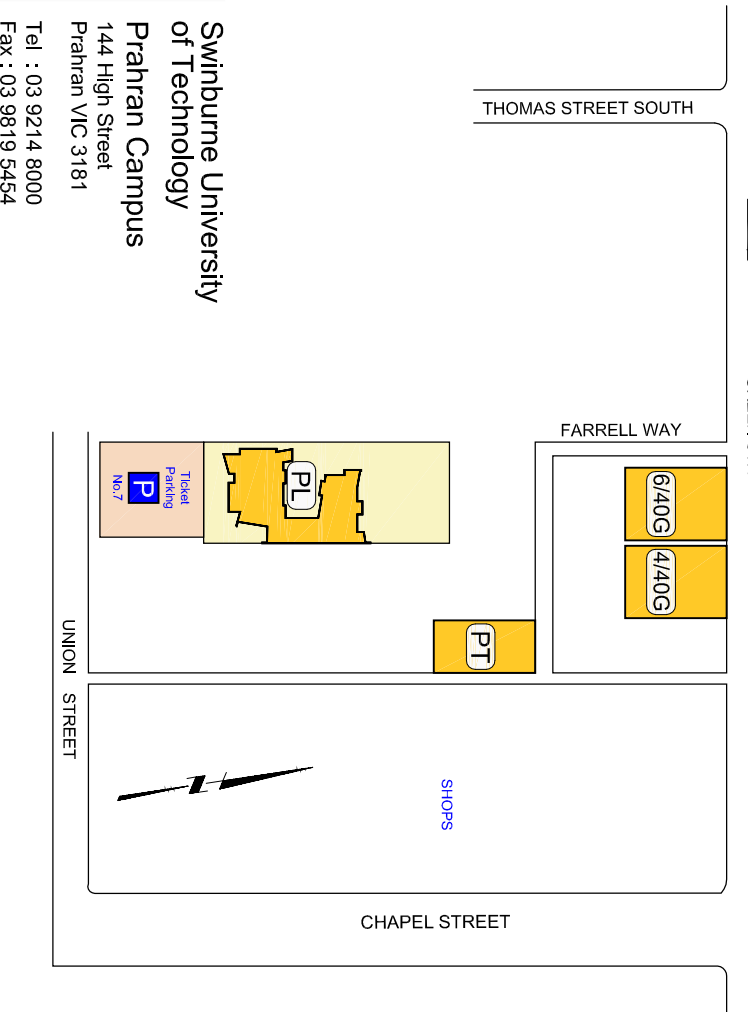 Swinburne University
of Technology
Prahran Campus
144 High Street
Prahran VIC 3181
Tel : 03 9214 8000
Fax : 03 9819 5454
THOMAS STREET SOUTH
FARRELL WAY
6/40G
4/40G
PL
Ticket
Parking
P
No.7
PT
UNION STREET
SHOPS
N
CHAPEL STREET